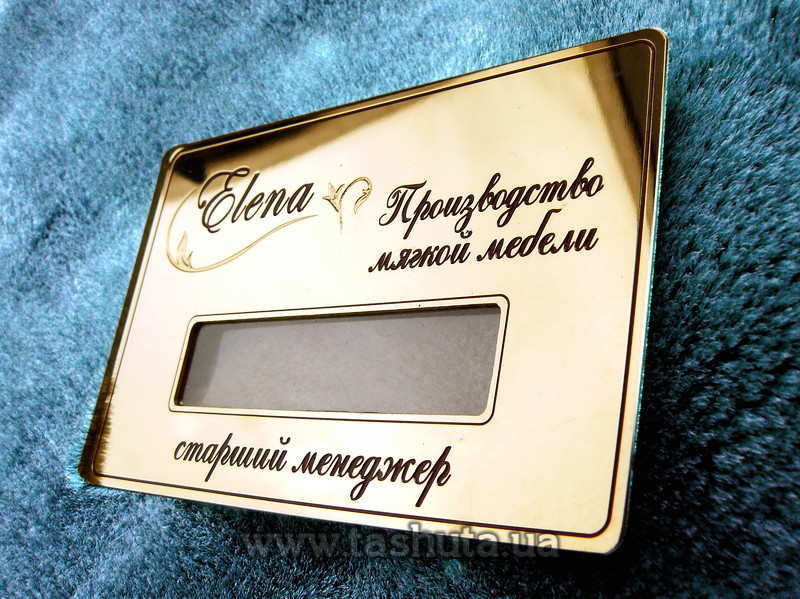 Elena
Производство
мягкой мебели
старший менеджер
www.tashuta.ua